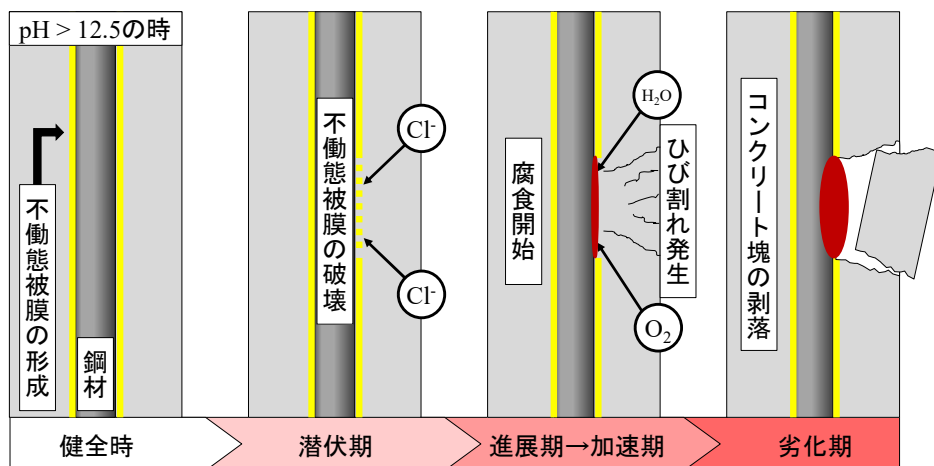 pH > 12.5の時
不働態被膜の形成
鋼材
健全時
不働態被膜の破壊
Cl-
Cl-
潜伏期
腐食開始
H₂O
O₂
ひび割れ発生
進展期→加速期
コンクリート塊の剥落
劣化期